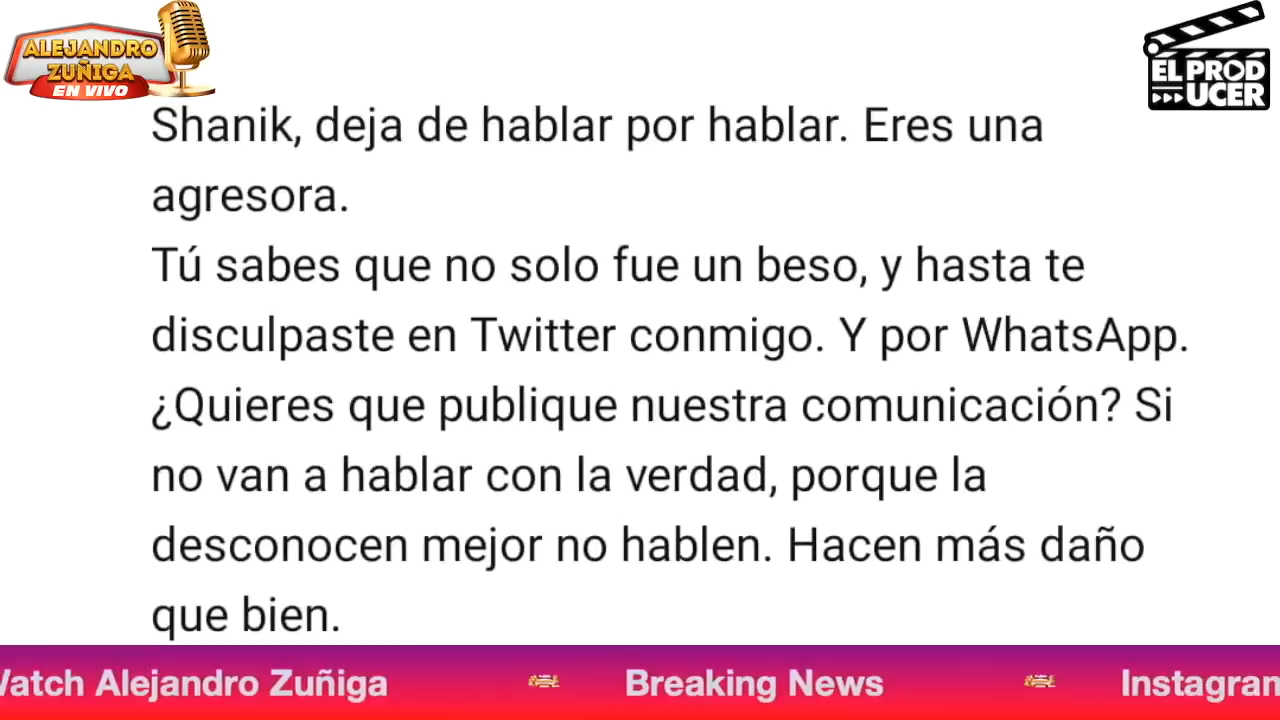 ALEJANDRO
ZUÑIGA
EN VIVO
EL PROD
UCER
Shanik, deja de hablar por hablar. Eres una
agresora.
Tú sabes que no solo fue un beso, y hasta te
disculpaste en Twitter conmigo. Y por WhatsApp.
¿Quieres que publique nuestra comunicación? Si
no van a hablar con la verdad, porque la
desconocen mejor no hablen. Hacen más daño
que bien.
Watch Alejandro Zuñiga Breaking News Instagram